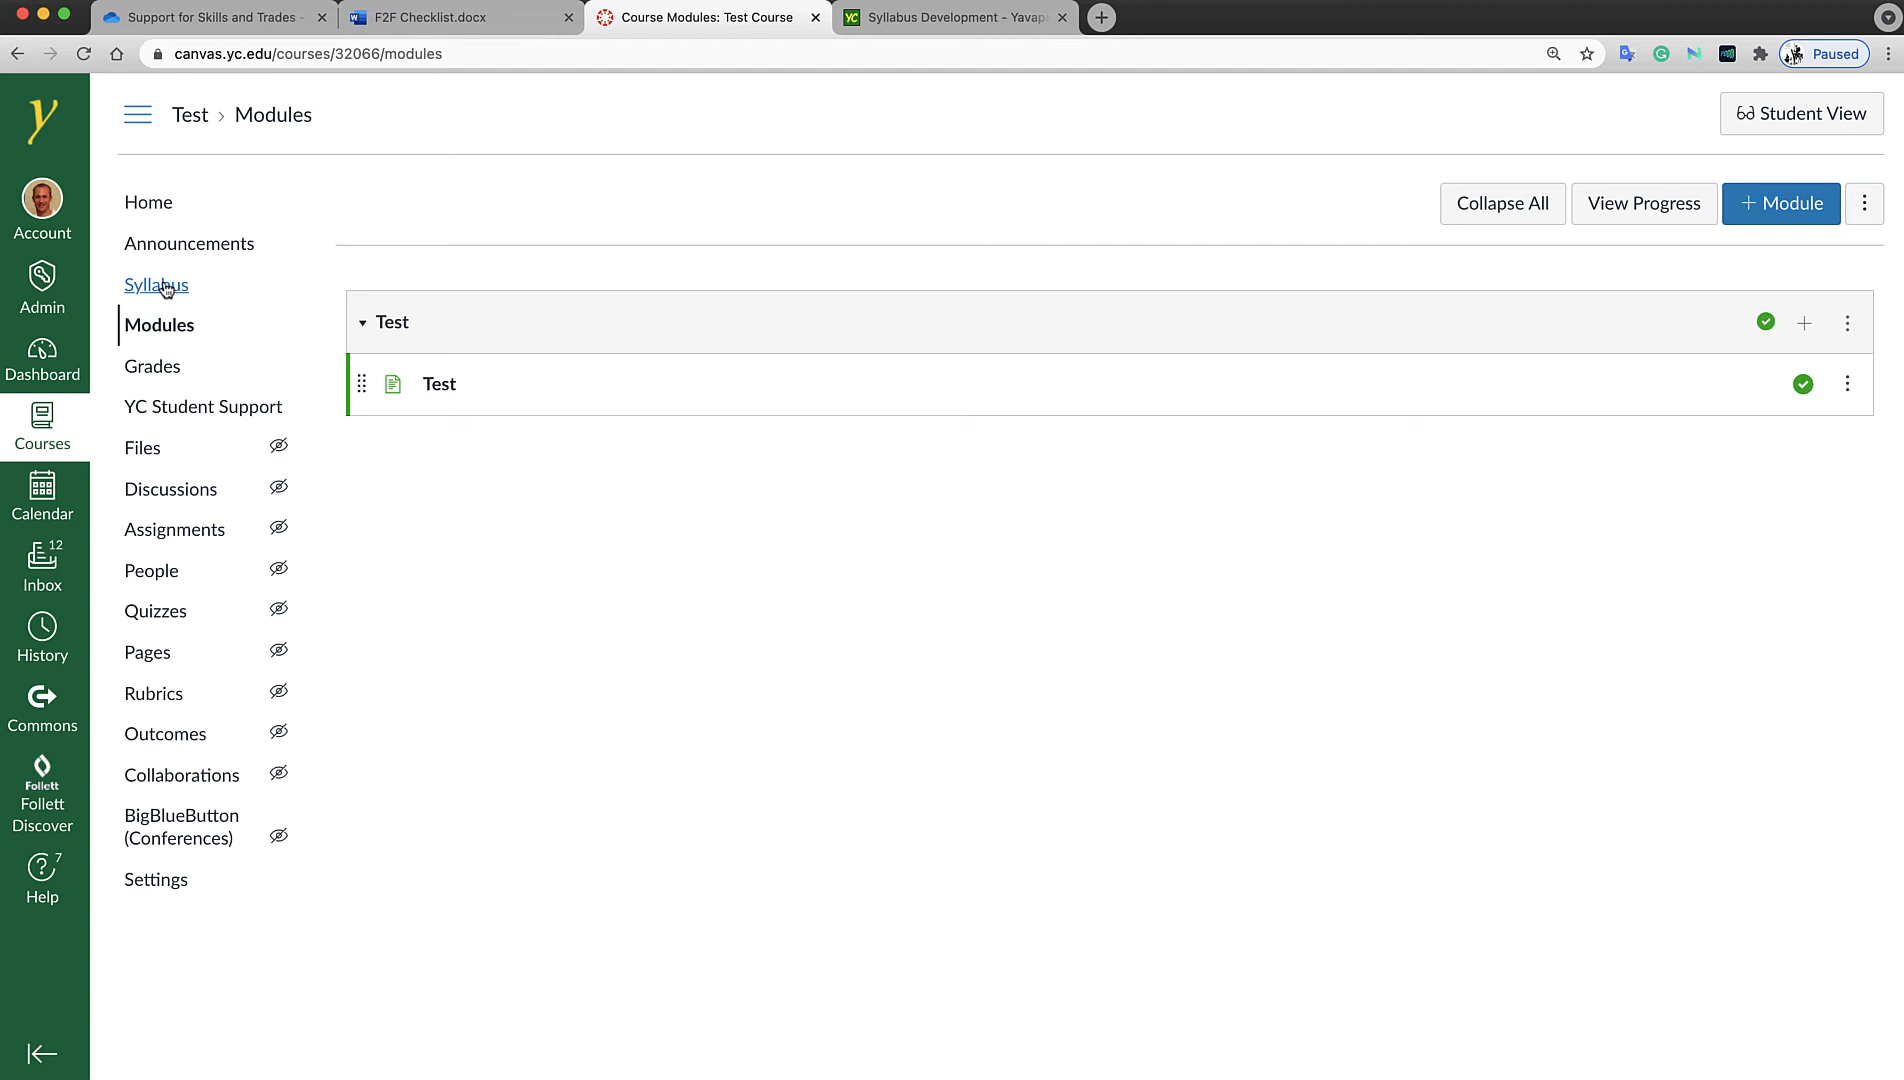 Support for Skills and Trades -
F2F Checklist.docx
Course Modules: Test Course
YC
Syllabus Development - Yavap
canvas.yc.edu/courses/32066/modules
Paused
Test › Modules
Student View
Account
Admin
Dashboard
Courses
Calendar
12
Inbox
History
Commons
Follett
Follett
Discover
7
Help
Home
Announcements
Syllabus
Modules
Grades
YC Student Support
Files
Discussions
Assignments
People
Quizzes
Pages
Rubrics
Outcomes
Collaborations
BigBlueButton
(Conferences)
Settings
Collapse All
View Progress
+ Module
Test
Test